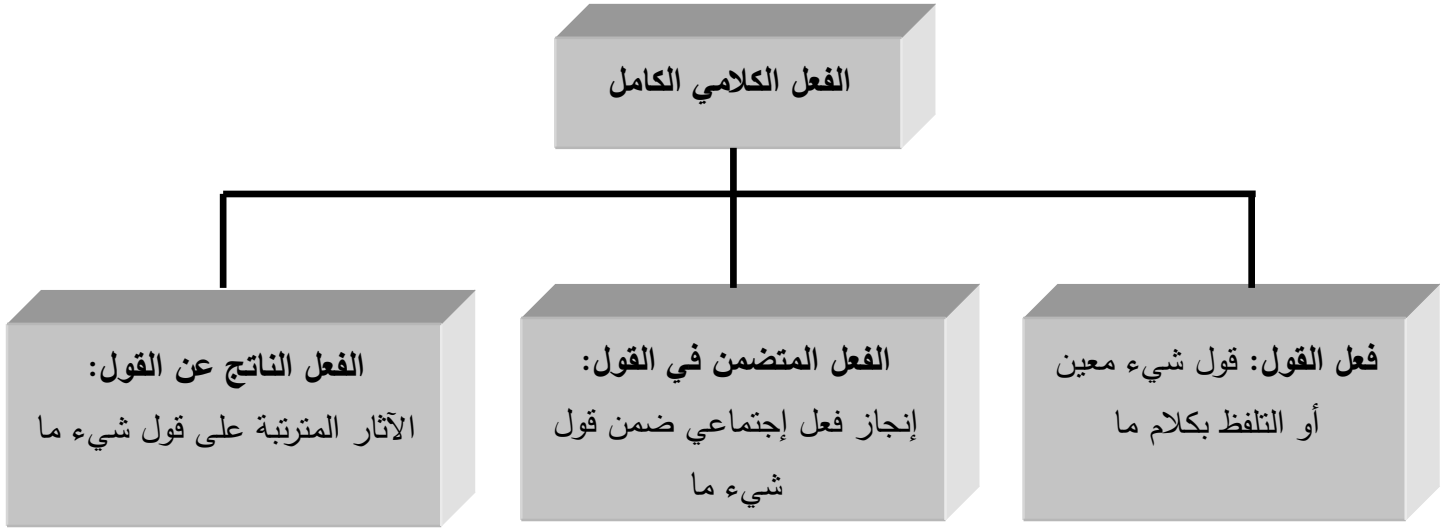 الفعل الكلامي الكامل
فعل القول: قول شيء معين
أو التلفظ بكلام ما
الفعل المتضمن في القول:
إنجاز فعل إجتماعي ضمن قول
شيء ما
الفعل الناتج عن القول:
الآثار المترتبة على قول شيء ما